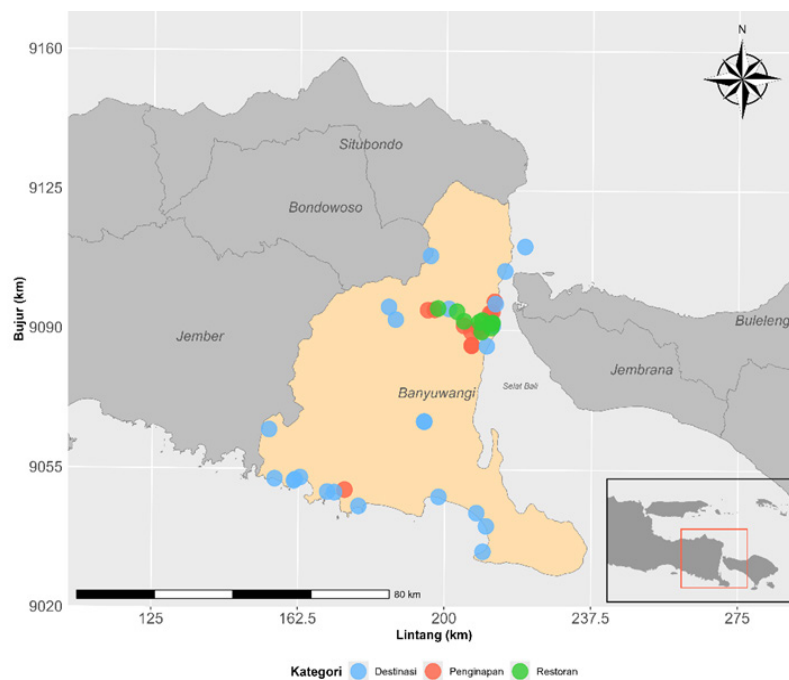 9160
N
Situbondo
9125
Bondowoso
Bujur (km)
9090
Jember
Buleleng
Jembrana
Banyuwangi
Selat Bali
9055
80 km
9020
125
162.5
200
237.5
275
Lintang (km)
Kategori Destinasi Penginapan Restoran